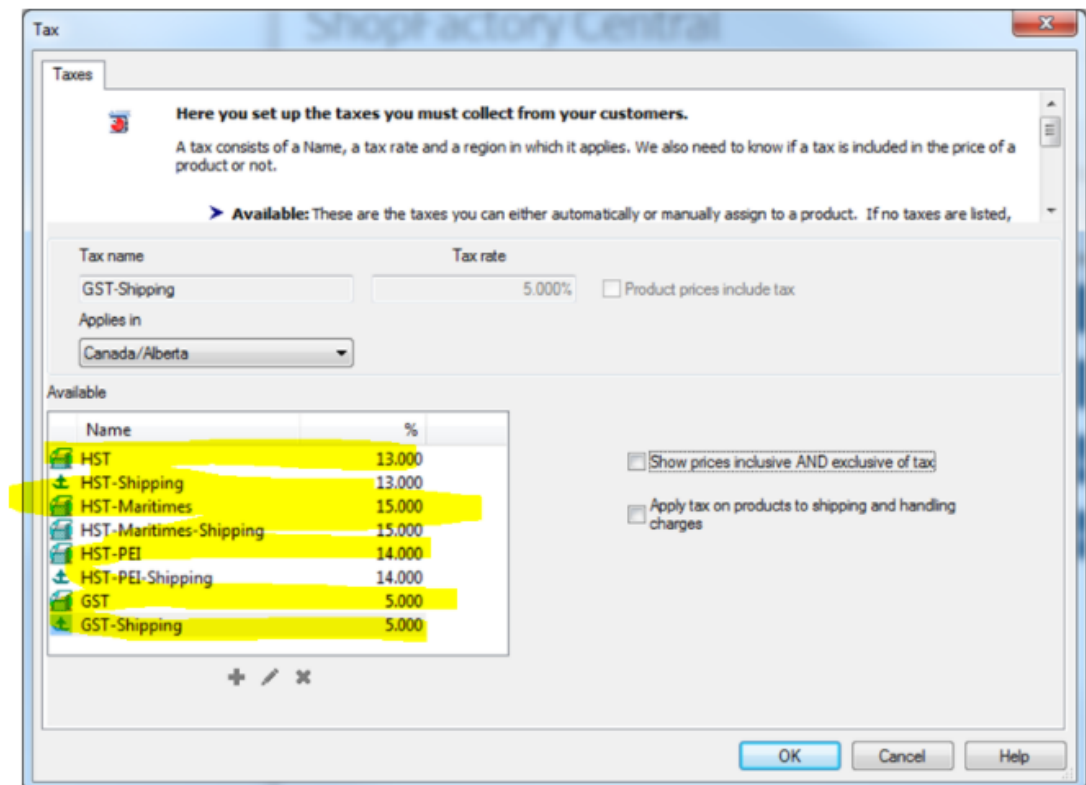 ShopFactory Central
Tax
Taxes
Here you set up the taxes you must collect from your customers.
A tax consists of a Name, a tax rate and a region in which it applies. We also need to know if a tax is included in the price of a
product or not.
Available: These are the taxes you can either automatically or manually assign to a product. If no taxes are listed,
Tax name Tax rate
GST-Shipping 5.000% Product prices include tax
Applies in
Canada/Alberta
Available
Name %
HST 13.000
HST-Shipping 13.000
HST-Maritimes 15.000
HST-Maritimes-Shipping 15.000
HST-PEI 14.000
HST-PEI-Shipping 14.000
GST 5.000
GST-Shipping 5.000
Show prices inclusive AND exclusive of tax
Apply tax on products to shipping and handling
charges
OK Cancel Help